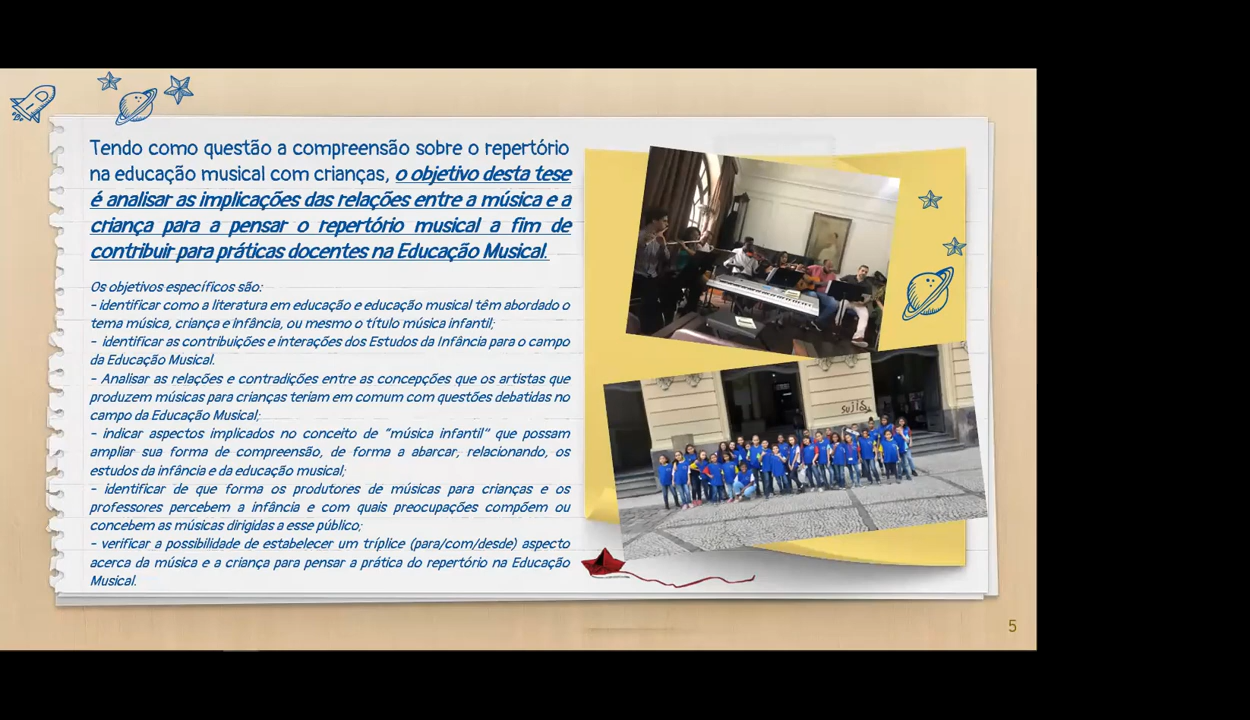 Tendo como questão a compreensão sobre o repertório
na educação musical com crianças, o objetivo desta tese
é analisar as implicações das relações entre a música e a
criança para a pensar o repertório musical a fim de
contribuir para práticas docentes na Educação Musical.
Os objetivos específicos são:
- identificar como a literatura em educação e educação musical têm abordado o
tema música, criança e infância, ou mesmo o título música infantil;
- identificar as contribuições e interações dos Estudos da Infância para o campo
da Educação Musical.
- Analisar as relações e contradições entre as concepções que os artistas que
produzem músicas para crianças teriam em comum com questões debatidas no
campo da Educação Musical;
- indicar aspectos implicados no conceito de "música infantil" que possam
ampliar sua forma de compreensão, de forma a abarcar, relacionando, os
estudos da infância e da educação musical;
- identificar de que forma os produtores de músicas para crianças e os
professores percebem a infância e com quais preocupações compõem ou
concebem as músicas dirigidas a esse público;
- verificar a possibilidade de estabelecer um tríplice (para/com/desde) aspecto
acerca da música e a criança para pensar a prática do repertório na Educação
Musical.
5